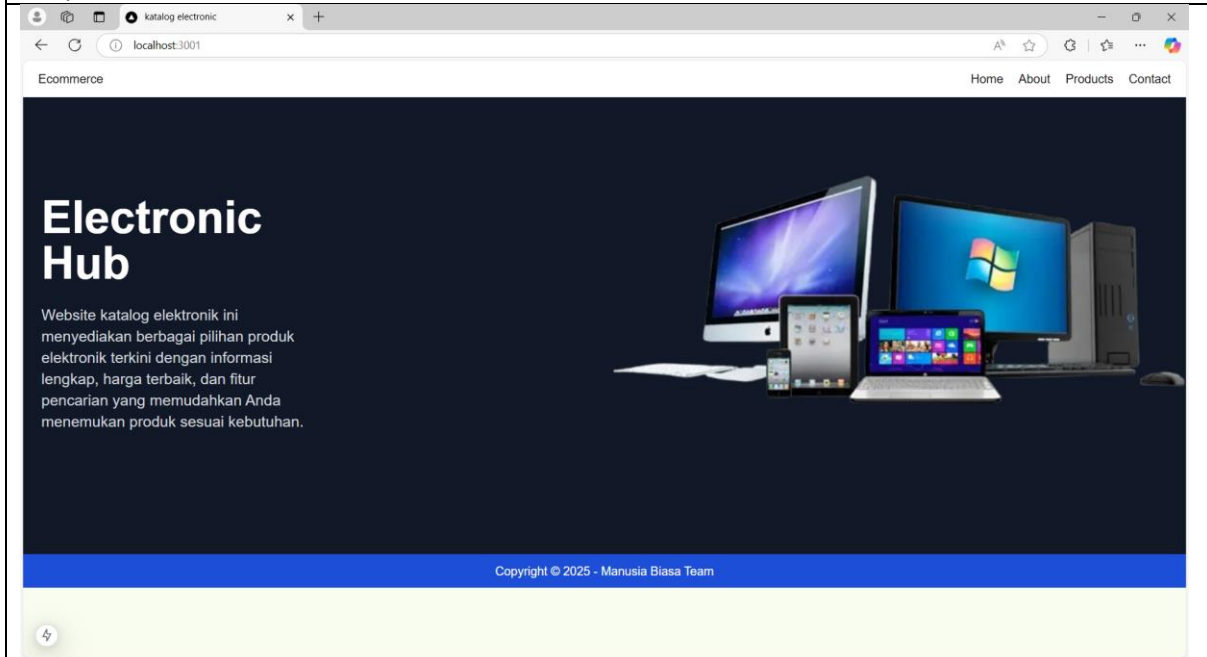 katalog electronic
localhost:3001
Ecommerce
Home About Products Contact
Electronic
Hub
Website katalog elektronik ini
menyediakan berbagai pilihan produk
elektronik terkini dengan informasi
lengkap, harga terbaik, dan fitur
pencarian yang memudahkan Anda
menemukan produk sesuai kebutuhan.
Copyright © 2025 - Manusia Biasa Team